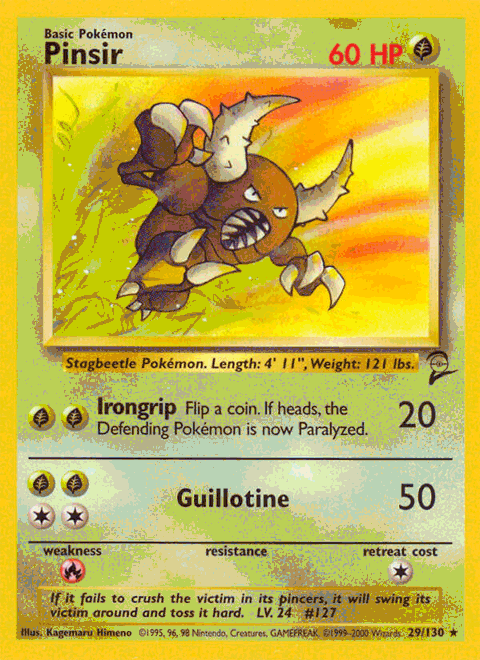 Basic Pokémon
Pinsir 60 HP
Stagbeetle Pokémon. Length: 4' 11", Weight: 121 lbs.
Irongrip Flip a coin. If heads, the 20
Defending Pokémon is now Paralyzed.
Guillotine 50
weakness resistance retreat cost
If it fails to crush the victim in its pincers, it will swing its
victim around and toss it hard. LV. 24 #127
Illus. Kagemaru Himeno ©1995, 96, 98 Nintendo, Creatures, GAMEFREAK. ©1999-2000 Wizards. 29/130 ★